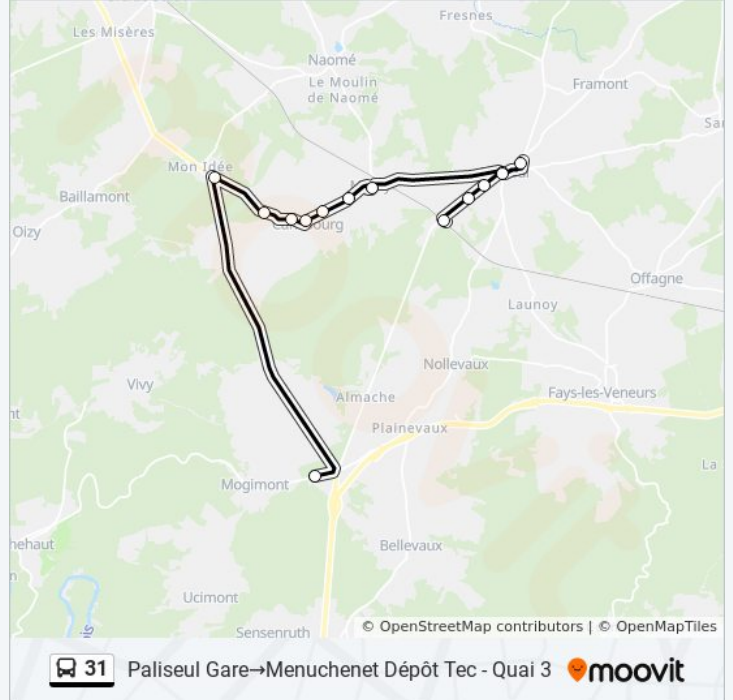 Fresnes
Les Misères
Naomé
Le Moulin
de Naomé
Framont
Mon Idée
Baillamont
Oizy
Offagne
Launoy
Nollevaux
Vivy
Almache
Fays-les-Veneurs
Plainevaux
La
Mogimont
Bellevaux
Ucimont
Sensenruth
© OpenStreetMap contributors | © OpenMapTiles
31 Paliseul Gare→Menuchenet Dépôt Tec - Quai 3 moovit